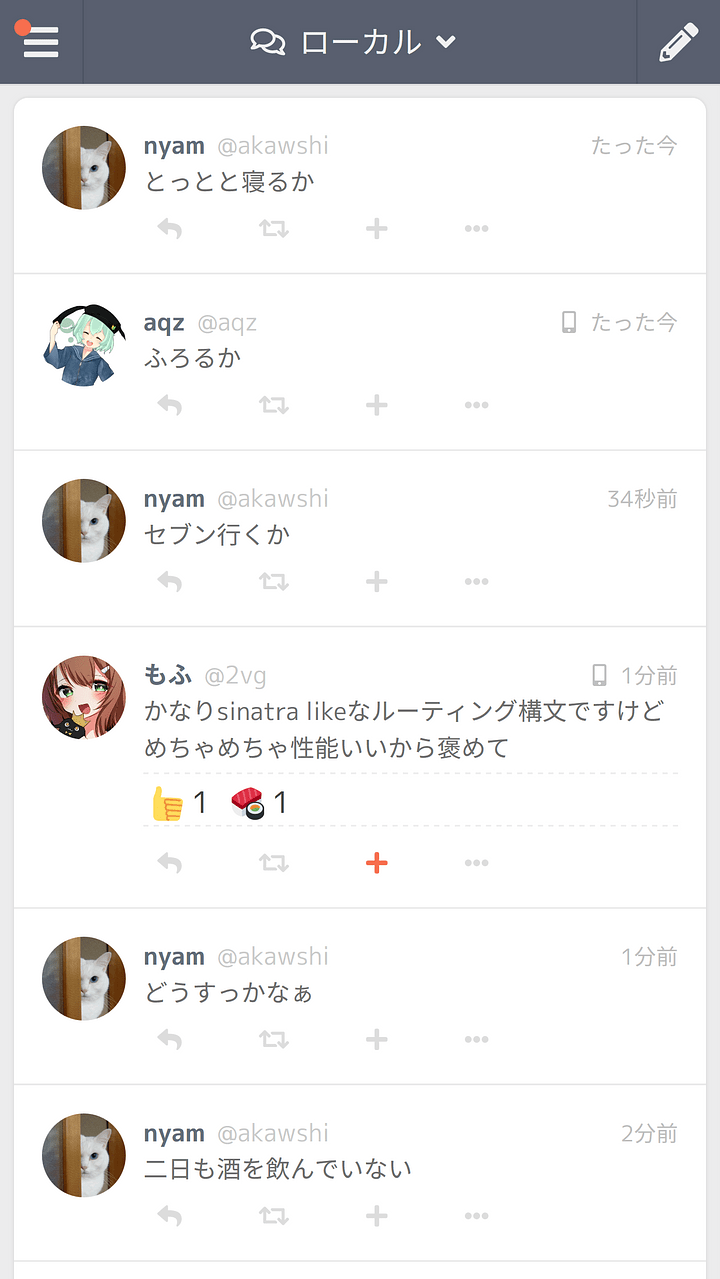 ローカル
nyam @akawshi たった今
とっとと寝るか
aqz @aqz たった今
ふろるか
nyam @akawshi 34秒前
セブン行くか
もふ @2vg 1分前
かなりsinatra likeなルーティング構文ですけど
めちゃめちゃ性能いいから褒めて
1 1
nyam @akawshi 1分前
どうすっかなぁ
nyam @akawshi 2分前
二日も酒を飲んでいない